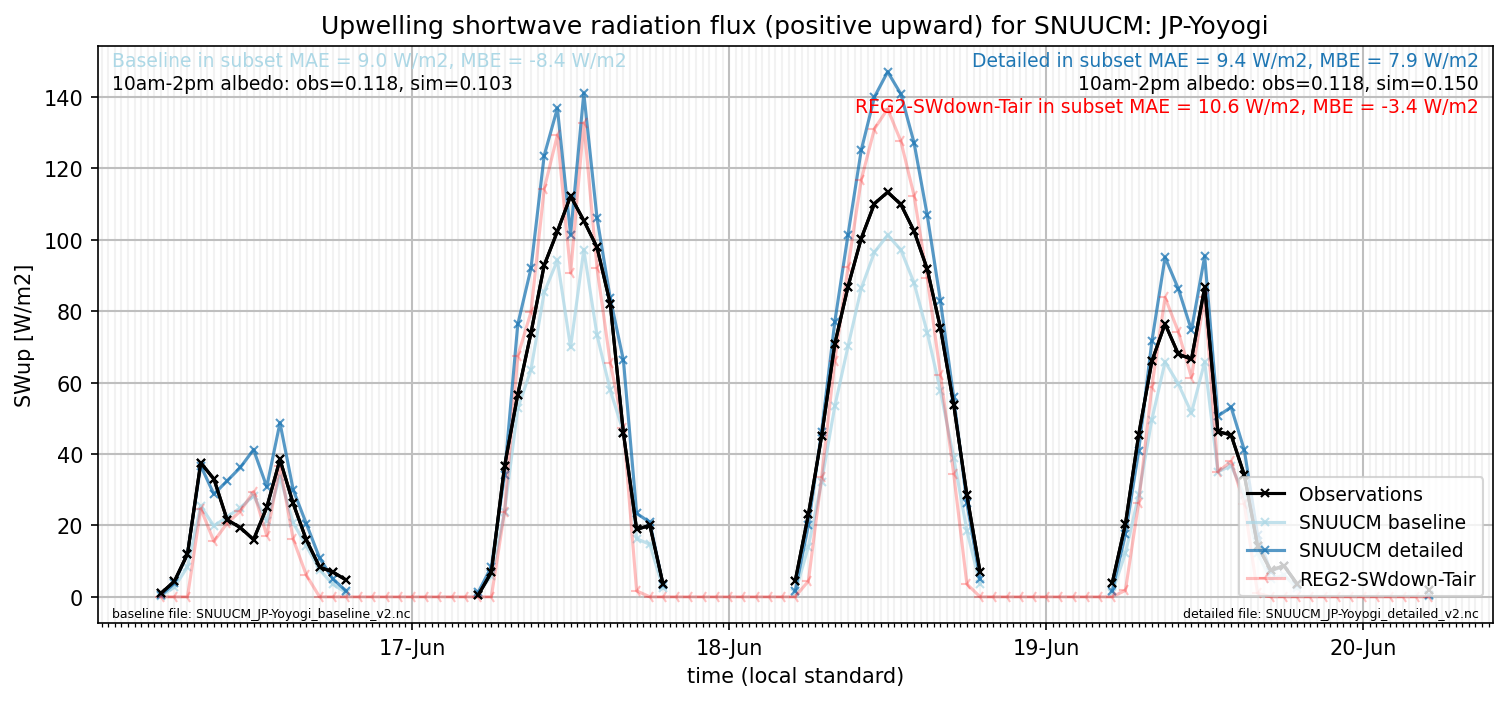 Upwelling shortwave radiation flux (positive upward) for SNUUCM: JP-Yoyogi
Baseline in subset MAE = 9.0 W/m2, MBE = -8.4 W/m2
10am-2pm albedo: obs=0.118, sim=0.103
Detailed in subset MAE = 9.4 W/m2, MBE = 7.9 W/m2
10am-2pm albedo: obs=0.118, sim=0.150
REG2-SWdown-Tair in subset MAE = 10.6 W/m2, MBE = -3.4 W/m2
SWup [W/m2]
140
120
100
80
60
40
20
0
Observations
SNUUCM baseline
SNUUCM detailed
REG2-SWdown-Tair
baseline file: SNUUCM_JP-Yoyogi_baseline_v2.nc
detailed file: SNUUCM_JP-Yoyogi_detailed_v2.nc
17-Jun
18-Jun
19-Jun
20-Jun
time (local standard)